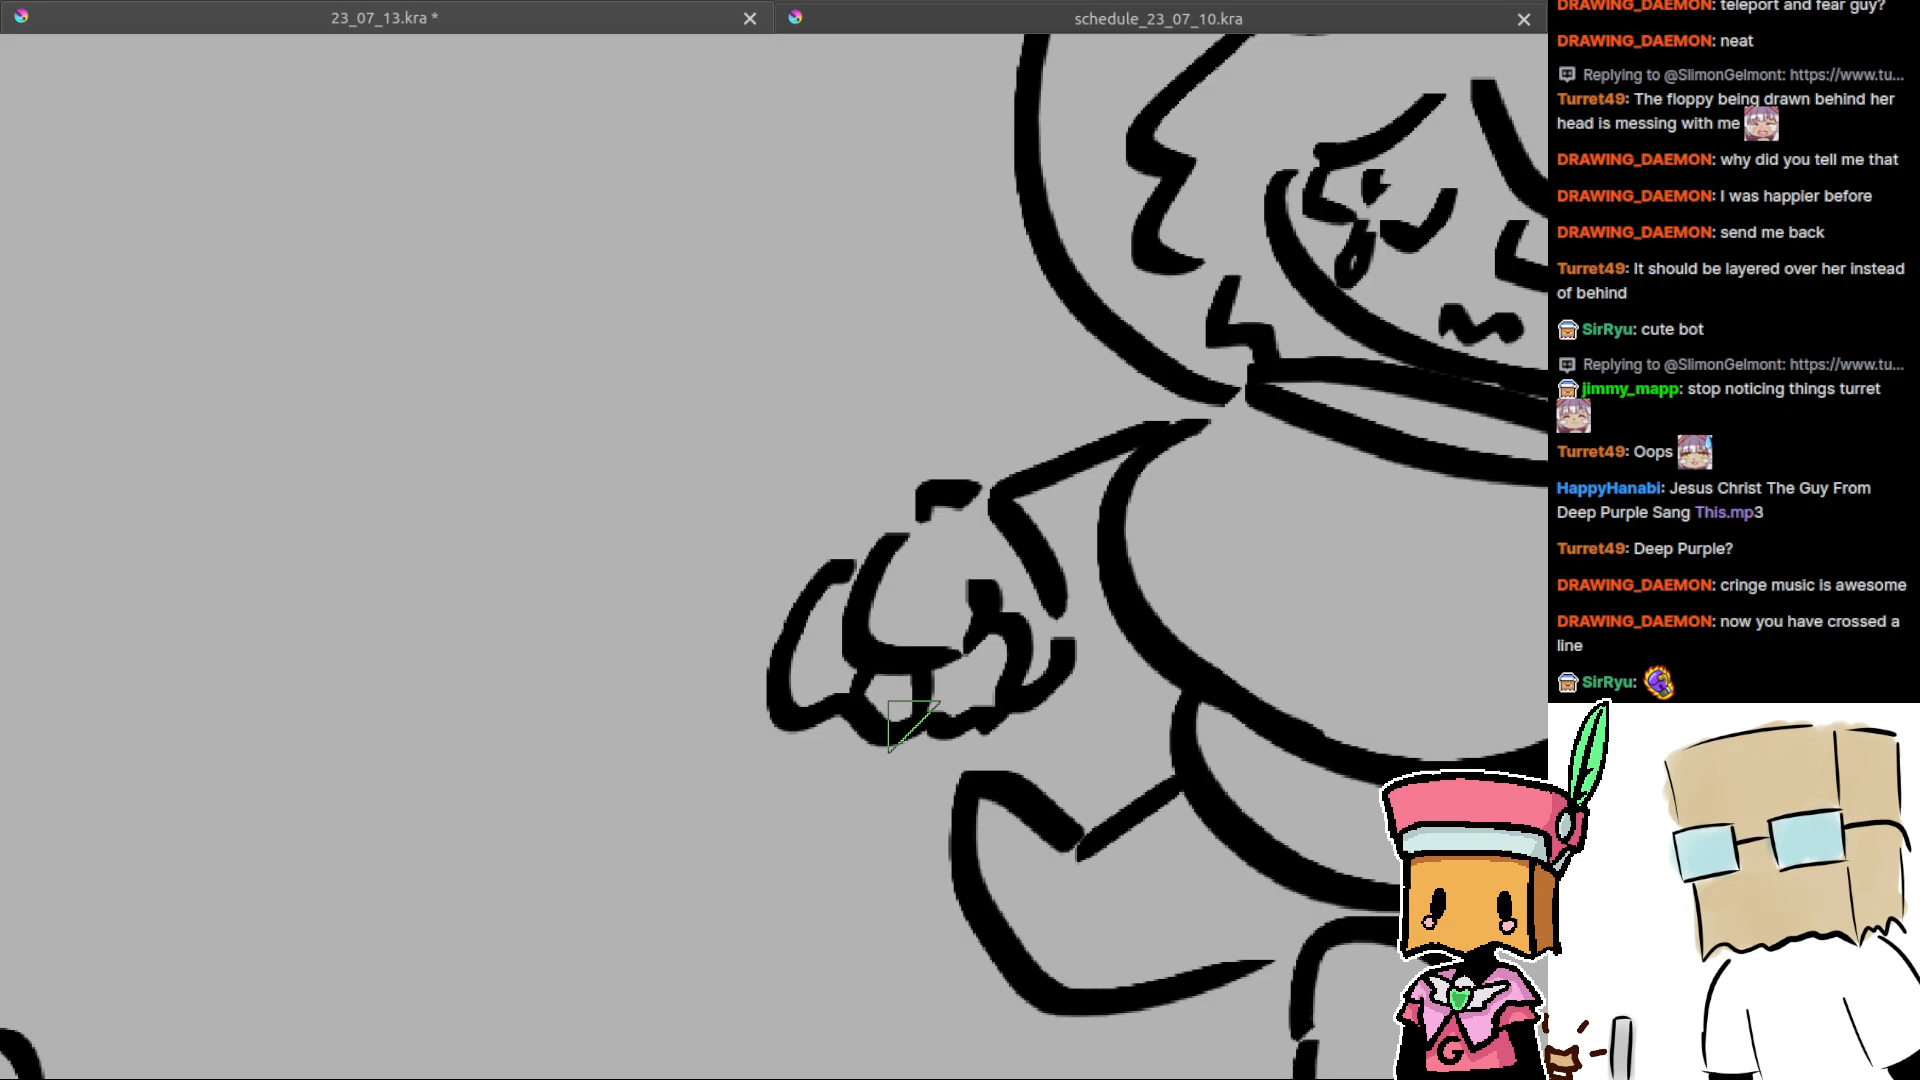 23_07_13.kra *
schedule_23_07_10.kra
DRAWING_DAEMON: teleport and fear guy?
DRAWING_DAEMON: neat
Replying to @SlimonGelmont: https://www.tu...
Turret49: The floppy being drawn behind her
head is messing with me
DRAWING_DAEMON: why did you tell me that
DRAWING_DAEMON: I was happier before
DRAWING_DAEMON: send me back
Turret49: It should be layered over her instead
of behind
SirRyu: cute bot
Replying to @SlimonGelmont: https://www.tu...
jimmy_mapp: stop noticing things turret
Turret49: Oops
HappyHanabi: Jesus Christ The Guy From
Deep Purple Sang This.mp3
Turret49: Deep Purple?
DRAWING_DAEMON: cringe music is awesome
DRAWING_DAEMON: now you have crossed a
line
SirRyu:
G